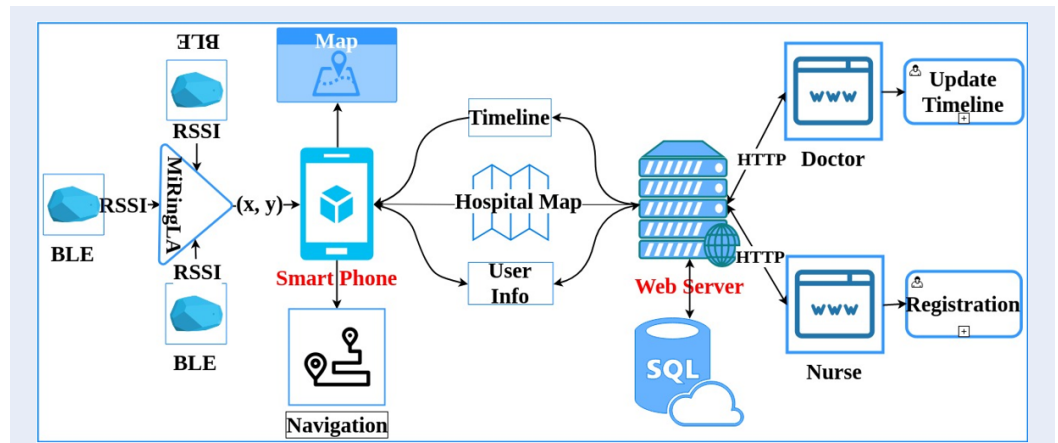 BLE
RSSI
RSSI
BLE
MiRingLA
RSSI
BLE
(x, y)
Map
Smart Phone
Navigation
Timeline
Hospital Map
User
Info
Web Server
SQL
HTTP
HTTP
www
Doctor
Update
Timeline
+
www
Nurse
Registration
+